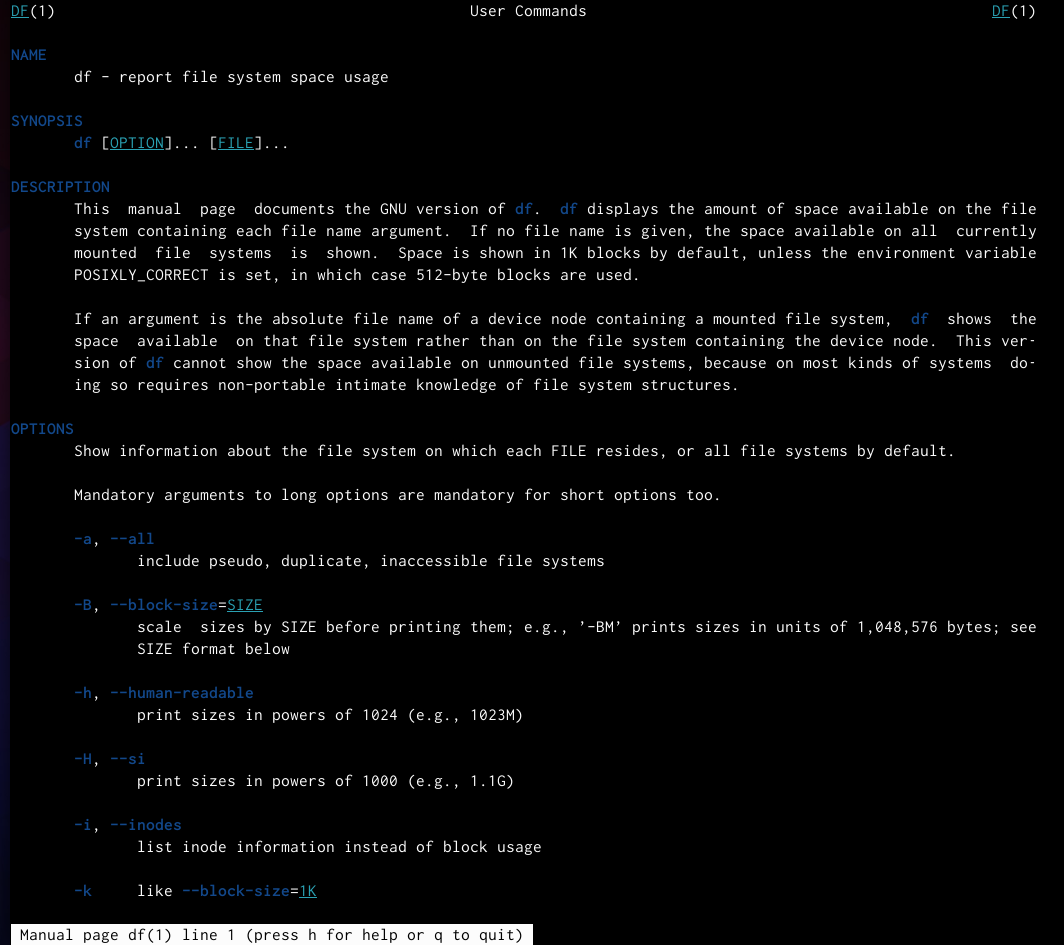 DF(1) User Commands DF(1)
NAME
df - report file system space usage
SYNOPSIS
df [OPTION]... [FILE]...
DESCRIPTION
This manual page documents the GNU version of df. df displays the amount of space available on the file
system containing each file name argument. If no file name is given, the space available on all currently
mounted file systems is shown. Space is shown in 1K blocks by default, unless the environment variable
POSIXLY_CORRECT is set, in which case 512-byte blocks are used.
If an argument is the absolute file name of a device node containing a mounted file system, df shows the
space available on that file system rather than on the file system containing the device node. This ver-
sion of df cannot show the space available on unmounted file systems, because on most kinds of systems do-
ing so requires non-portable intimate knowledge of file system structures.
OPTIONS
Show information about the file system on which each FILE resides, or all file systems by default.
Mandatory arguments to long options are mandatory for short options too.
-a, --all
include pseudo, duplicate, inaccessible file systems
-B, --block-size=SIZE
scale sizes by SIZE before printing them; e.g., '-BM' prints sizes in units of 1,048,576 bytes; see
SIZE format below
-h, --human-readable
print sizes in powers of 1024 (e.g., 1023M)
-H, --si
print sizes in powers of 1000 (e.g., 1.1G)
-i, --inodes
list inode information instead of block usage
-k like --block-size=1K
Manual page df(1) line 1 (press h for help or q to quit)